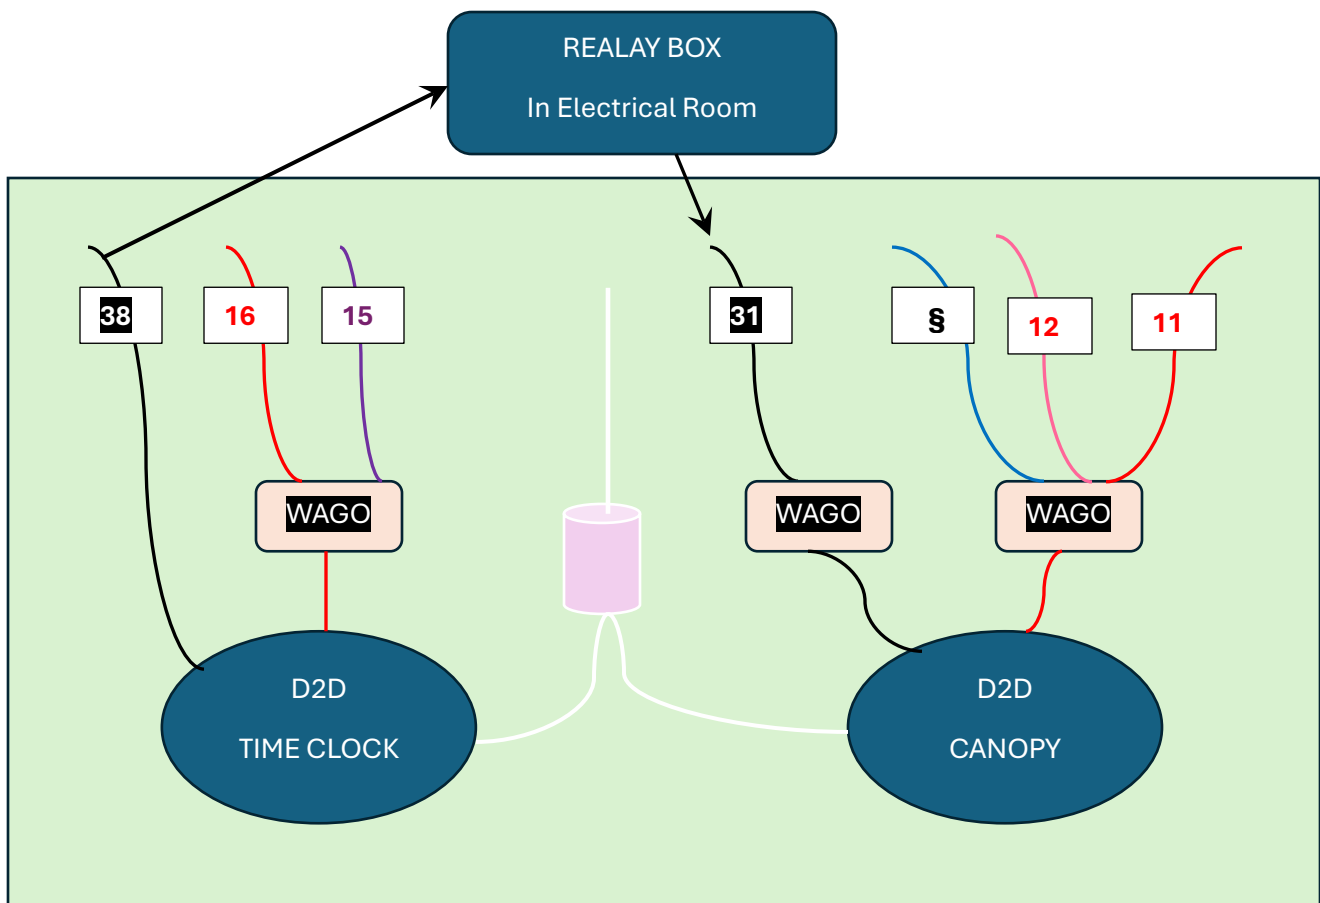 REALAY BOX
In Electrical Room
38
16
15
31
§
12
11
WAGO
WAGO
WAGO
D2D
TIME CLOCK
D2D
CANOPY